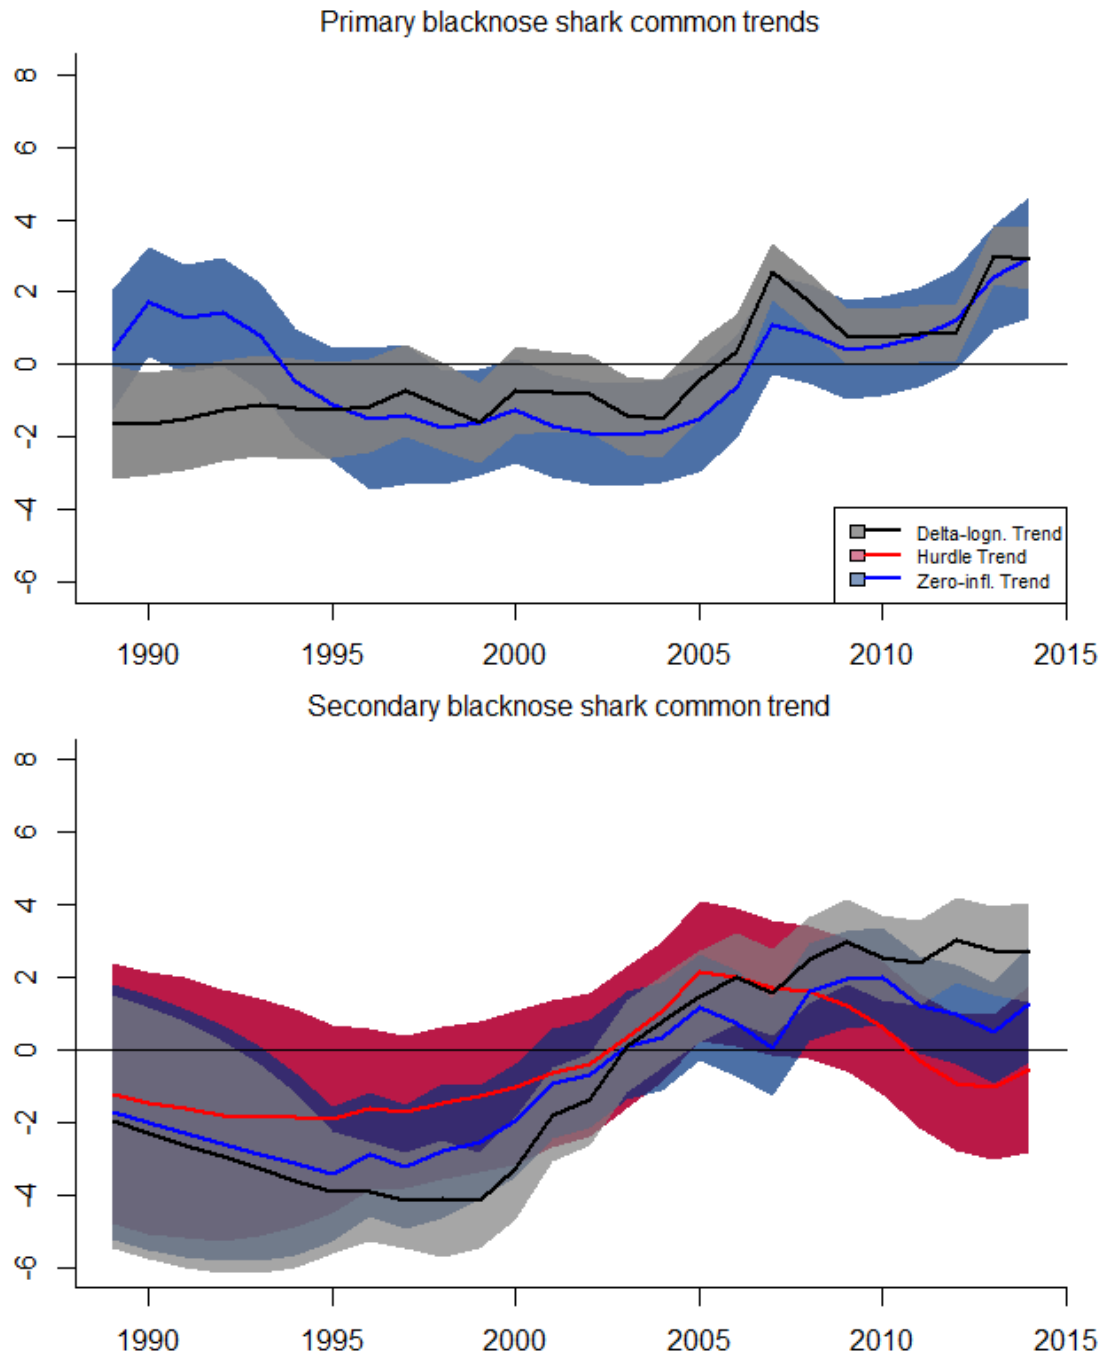 Primary blacknose shark common trends
8
6
4
2
0
-2
-4
-6
Delta-logn. Trend
Hurdle Trend
Zero-infl. Trend
1990 1995 2000 2005 2010 2015
Secondary blacknose shark common trend
8
6
4
2
0
-2
-4
-6
1990 1995 2000 2005 2010 2015